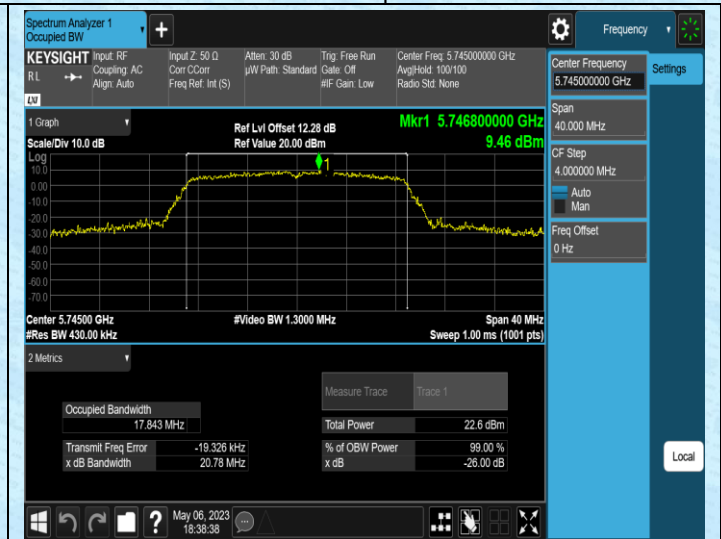 Spectrum Analyzer 1
Occupied BW
Frequency
KEYSIGHT
R L
LXI
Input: RF
Coupling: AC
Align: Auto
Input Z: 50 Ω
Corr CCorr
Freq Ref: Int (S)
Atten: 30 dB
µW Path: Standard
Trig: Free Run
Gate: Off
#IF Gain: Low
Center Freq: 5.745000000 GHz
Avg|Hold: 100/100
Radio Std: None
Center Frequency
5.745000000 GHz
Settings
Span
40.000 MHz
CF Step
4.000000 MHz
Auto
Man
Freq Offset
0 Hz
Local
1 Graph
Scale/Div 10.0 dB
Ref Lvl Offset 12.28 dB
Ref Value 20.00 dBm
Mkr1 5.746800000 GHz
9.46 dBm
Log
10.0
0.00
-10.0
-20.0
-30.0
-40.0
-50.0
-60.0
-70.0
1
Center 5.74500 GHz
#Res BW 430.00 kHz
#Video BW 1.3000 MHz
Span 40 MHz
Sweep 1.00 ms (1001 pts)
2 Metrics
Measure Trace Trace 1
Occupied Bandwidth
17.843 MHz
Total Power 22.6 dBm
Transmit Freq Error -19.326 kHz
% of OBW Power 99.00 %
x dB Bandwidth 20.78 MHz
x dB -26.00 dB
May 06, 2023
18:38:38